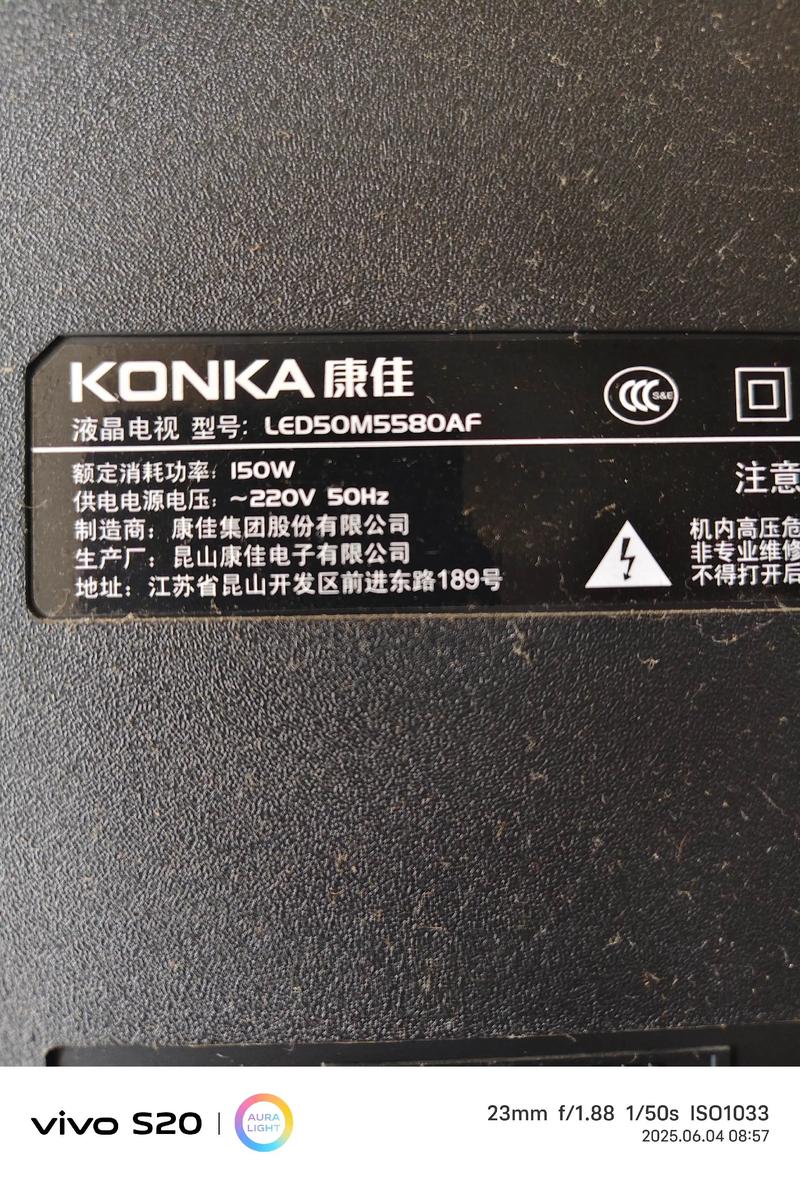 KONKA 康佳
液晶电视 型号: LED50M5580AF
S&E
额定消耗功率: 150W
供电电源电压: ~220V 50Hz
制造商: 康佳集团股份有限公司
生产厂: 昆山康佳电子有限公司
地址: 江苏省昆山开发区前进东路189号
注意
机内高压危
非专业维修
不得打开后
vivo S20 | AURA LIGHT
23mm f/1.88 1/50s ISO1033
2025.06.04 08:57